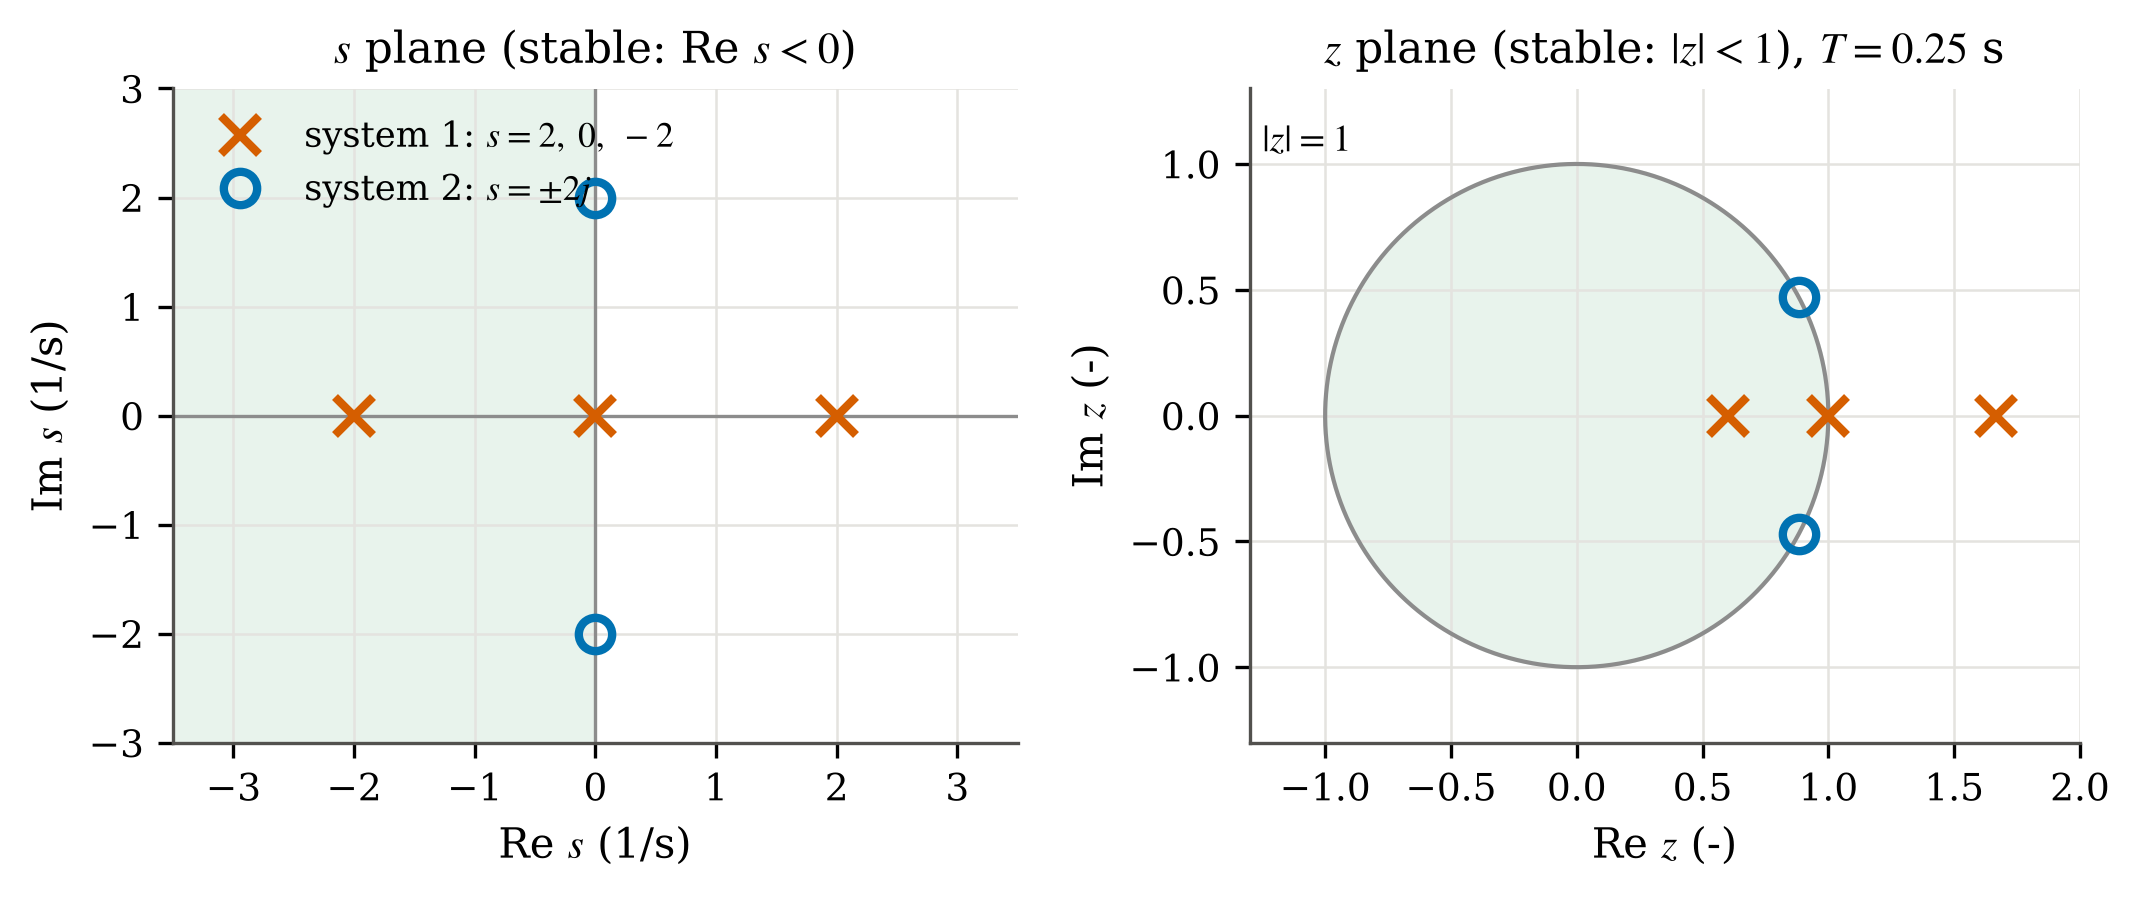 s plane (stable: Re s < 0)
system 1: s = 2, 0, −2
system 2: s = ±2j
3
2
1
0
−1
−2
−3
−3
−2
−1
0
1
2
3
Im s (1/s)
Re s (1/s)
z plane (stable: |z| < 1), T = 0.25 s
|z| = 1
1.0
0.5
0.0
−0.5
−1.0
−1.0
−0.5
0.0
0.5
1.0
1.5
2.0
Im z (-)
Re z (-)